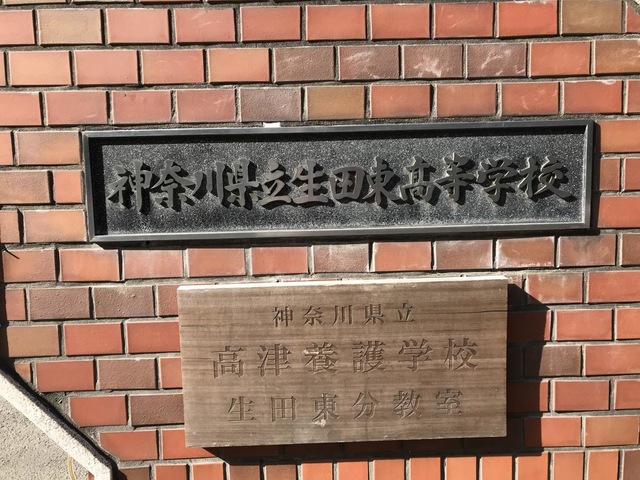 神奈川県立生田東高等学校
神奈川県立
高津養護学校
生田東分教室